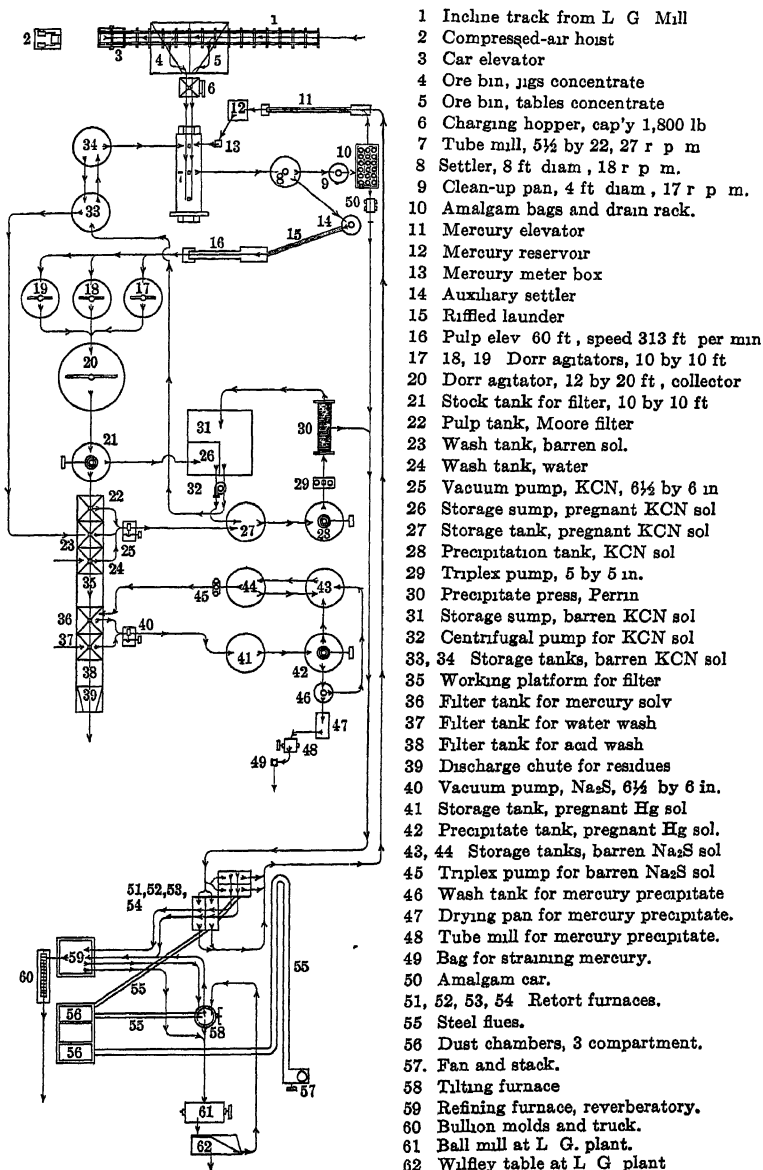 1 Incline track from L G Mill
2 Compressed-air hoist
3 Car elevator
4 Ore bin, jigs concentrate
5 Ore bin, tables concentrate
6 Charging hopper, cap'y 1,800 lb
7 Tube mill, 5½ by 22, 27 r p m
8 Settler, 8 ft diam , 18 r p m.
9 Clean-up pan, 4 ft diam , 17 r p m.
10 Amalgam bags and drain rack.
11 Mercury elevator
12 Mercury reservoir
13 Mercury meter box
14 Auxiliary settler
15 Riffled launder
16 Pulp elev 60 ft , speed 313 ft per min
17 18, 19 Dorr agitators, 10 by 10 ft
20 Dorr agitator, 12 by 20 ft , collector
21 Stock tank for filter, 10 by 10 ft
22 Pulp tank, Moore filter
23 Wash tank, barren sol.
24 Wash tank, water
25 Vacuum pump, KCN, 6½ by 6 in
26 Storage sump, pregnant KCN sol
27 Storage tank, pregnant KCN sol
28 Precipitation tank, KCN sol
29 Triplex pump, 5 by 5 in.
30 Precipitate press, Perrin
31 Storage sump, barren KCN sol
32 Centrifugal pump for KCN sol
33, 34 Storage tanks, barren KCN sol
35 Working platform for filter
36 Filter tank for mercury solv
37 Filter tank for water wash
38 Filter tank for acid wash
39 Discharge chute for residues
40 Vacuum pump, Na₂S, 6½ by 6 in.
41 Storage tank, pregnant Hg sol
42 Precipitate tank, pregnant Hg sol.
43, 44 Storage tanks, barren Na₂S sol
45 Triplex pump for barren Na₂S sol
46 Wash tank for mercury precipitate
47 Drying pan for mercury precipitate.
48 Tube mill for mercury precipitate.
49 Bag for straining mercury.
50 Amalgam car.
51, 52, 53, 54 Retort furnaces.
55 Steel flues.
56 Dust chambers, 3 compartment.
57. Fan and stack.
58 Tilting furnace
59 Refining furnace, reverberatory.
60 Bullion molds and truck.
61 Ball mill at L G. plant.
62 Wilfley table at L G plant
1
2
3
4
5
6
11
12
13
34
7
8
9
10
50
33
14
15
16
19
18
17
20
21
31
26
30
32
29
22
23
24
25
27
28
35
45
44
43
36
37
40
41
42
38
39
46
47
48
49
51,52,53,
54
59
60
55
55
55
56
56
58
57
61
62